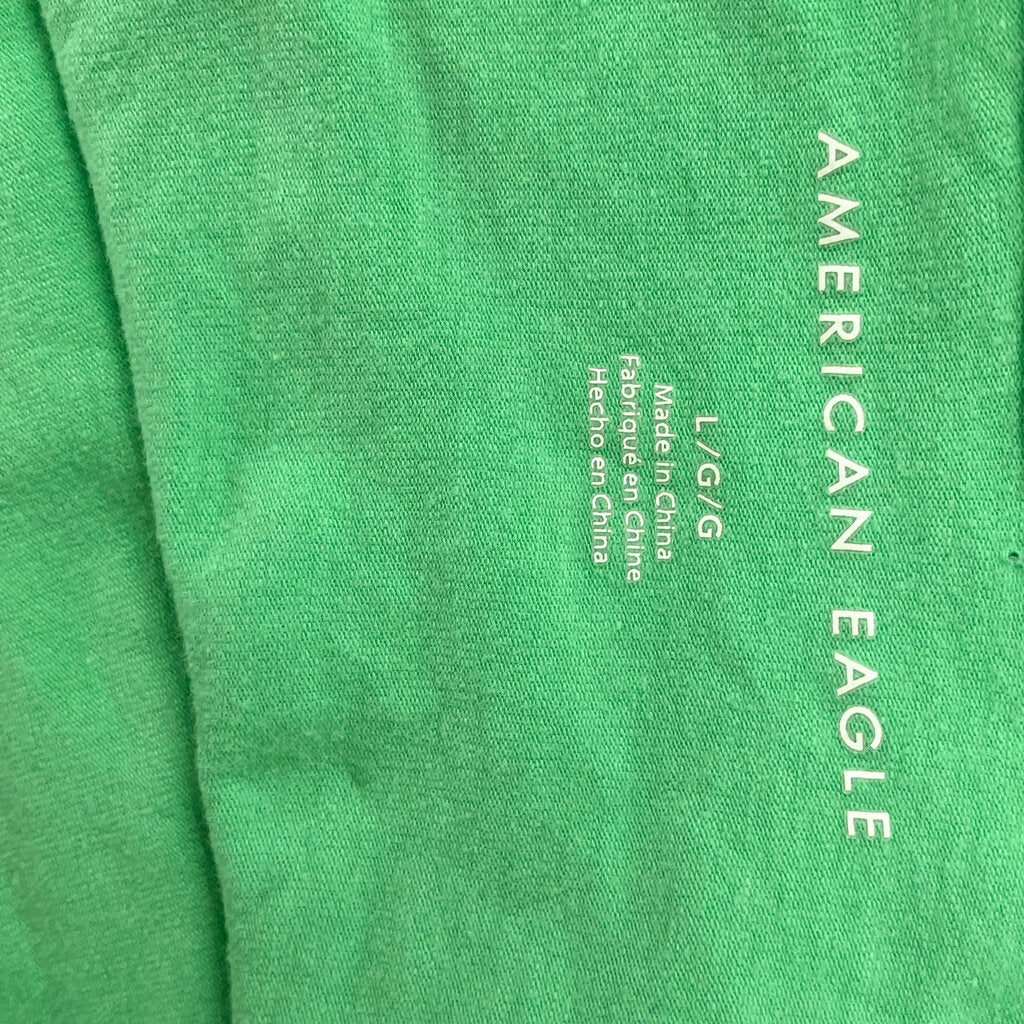 AMERICAN EAGLE
L/G/G
Made in China
Fabriqué en Chine
Hecho en China